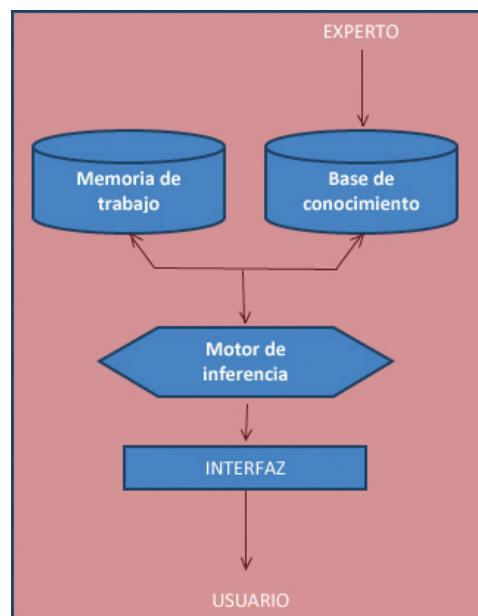 EXPERTO
Memoria de
trabajo
Base de
conocimiento
Motor de
inferencia
INTERFAZ
USUARIO